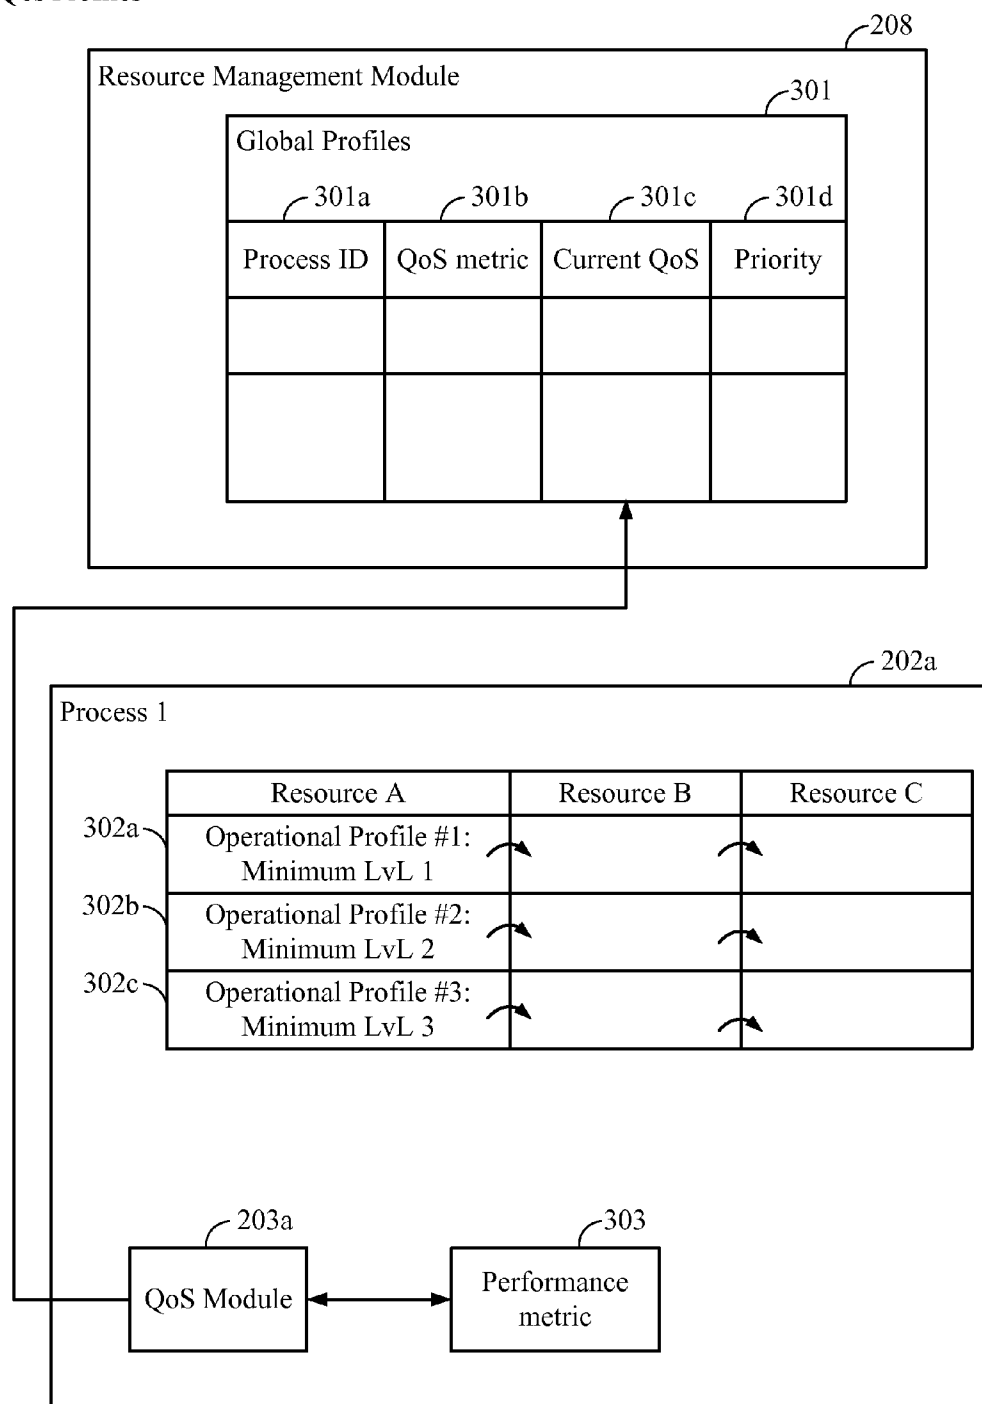 208
Resource Management Module
301
Global Profiles
301a 301b 301c 301d
Process ID QoS metric Current QoS Priority
202a
Process 1
Resource A Resource B Resource C
302a
Operational Profile #1:
Minimum LvL 1
302b
Operational Profile #2:
Minimum LvL 2
302c
Operational Profile #3:
Minimum LvL 3
203a
303
QoS Module
Performance
metric